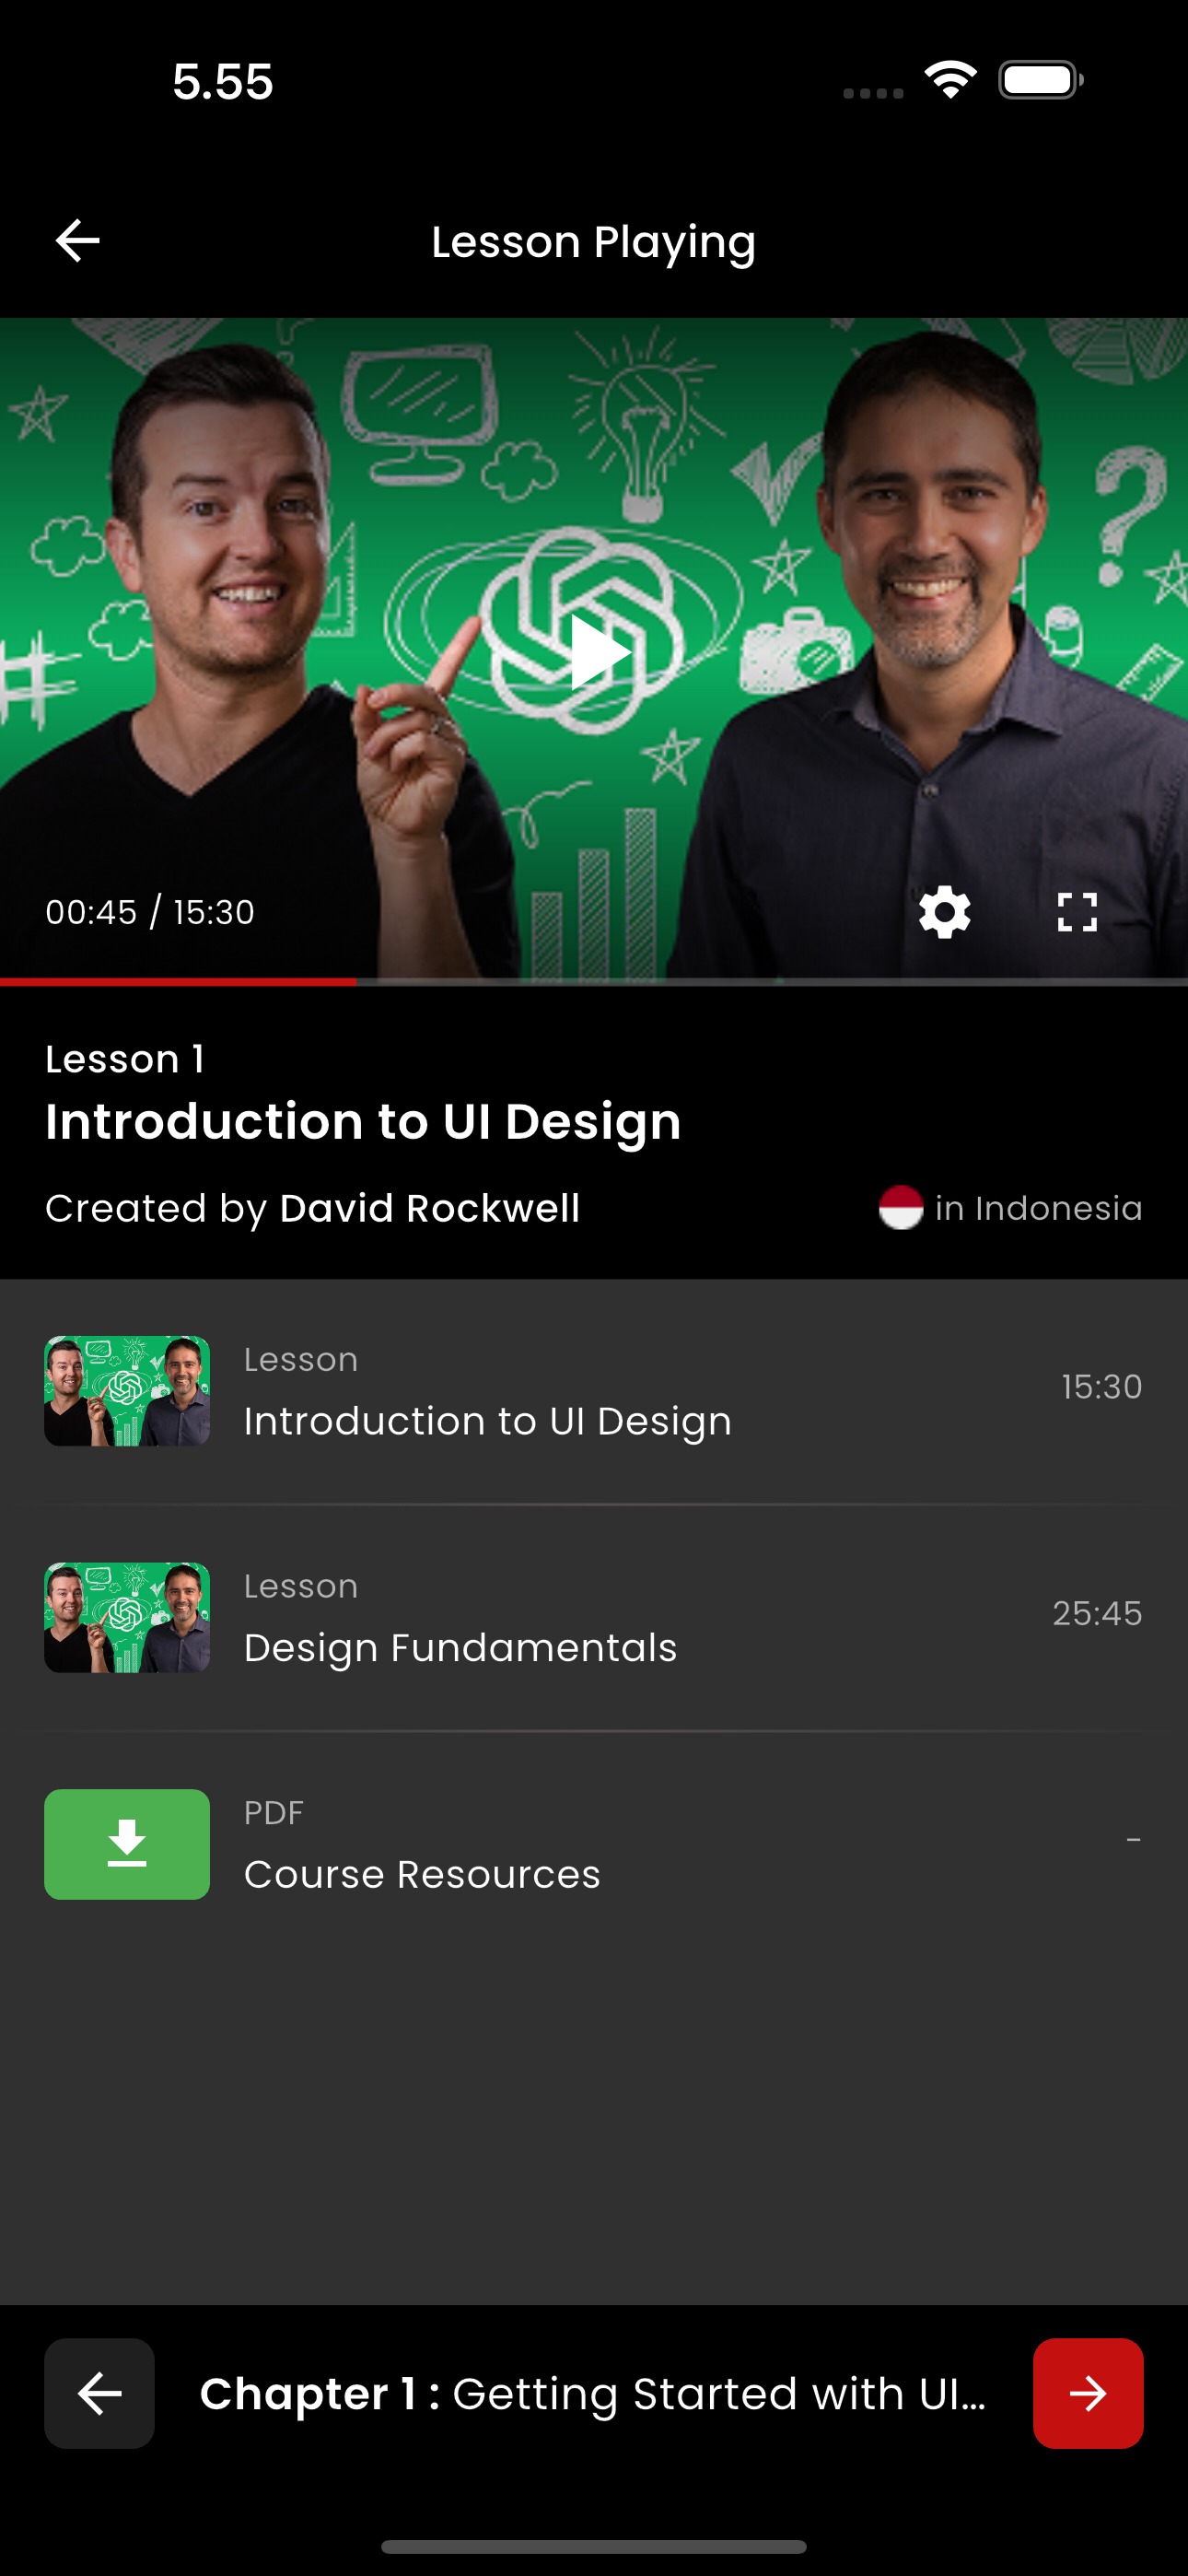 5.55
Lesson Playing
00:45 / 15:30
Lesson 1
Introduction to UI Design
Created by David Rockwell
in Indonesia
Lesson
Introduction to UI Design
15:30
Lesson
Design Fundamentals
25:45
PDF
Course Resources
-
Chapter 1 : Getting Started with UI...